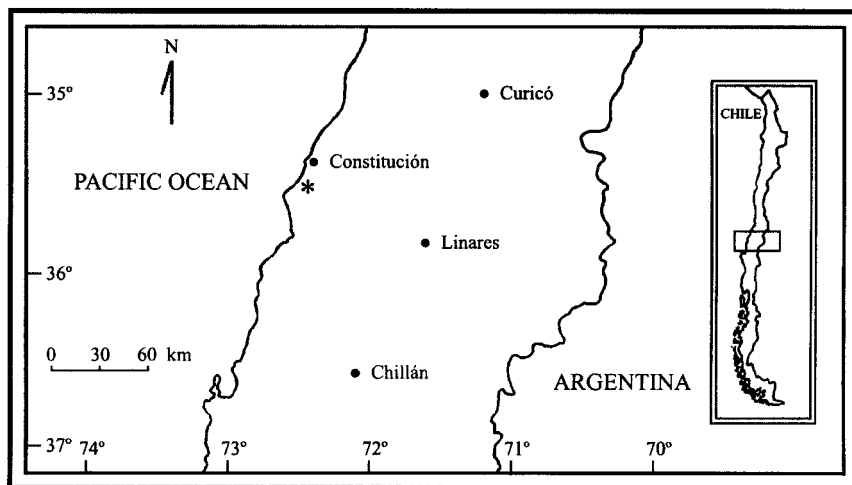 N
35°
Curicó
CHILE
Constitución
PACIFIC OCEAN
*
Linares
36°
0 30 60 km
Chillán
ARGENTINA
37°
74° 73° 72° 71° 70°